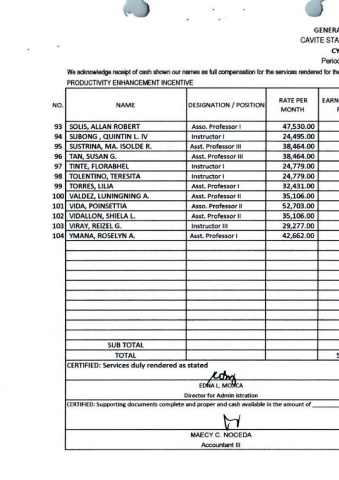 GENERA
CAVITE STA
CY
Period
We acknowledge receipt of cash shown our names as full compensation for the services rendered for the
PRODUCTIVITY ENHANCEMENT INCENTIVE
NO. NAME DESIGNATION / POSITION RATE PER MONTH EARN
93 SOLIS, ALLAN ROBERT Asso. Professor I 47,530.00
94 SUBONG , QUINTIN L. IV Instructor I 24,495.00
95 SUSTRINA, MA. ISOLDE R. Asst. Professor III 38,464.00
96 TAN, SUSAN G. Asst. Professor III 38,464.00
97 TINTE, FLORABHEL Instructor I 24,779.00
98 TOLENTINO, TERESITA Instructor I 24,779.00
99 TORRES, LILIA Asst. Professor I 32,431.00
100 VALDEZ, LUNINGNING A. Asst. Professor II 35,106.00
101 VIDA, POINSETTIA Asso. Professor II 52,703.00
102 VIDALLON, SHIELA L. Asst. Professor II 35,106.00
103 VIRAY, REIZEL G. Instructor III 29,277.00
104 YMANA, ROSELYN A. Asst. Professor I 42,662.00
SUB TOTAL
TOTAL
CERTIFIED: Services duly rendered as stated
EDNA L. MOJICA
Director for Admin istration
CERTIFIED: Supporting documents complete and proper and cash available in the amount of
MAECY C. NOCEDA
Accountant III